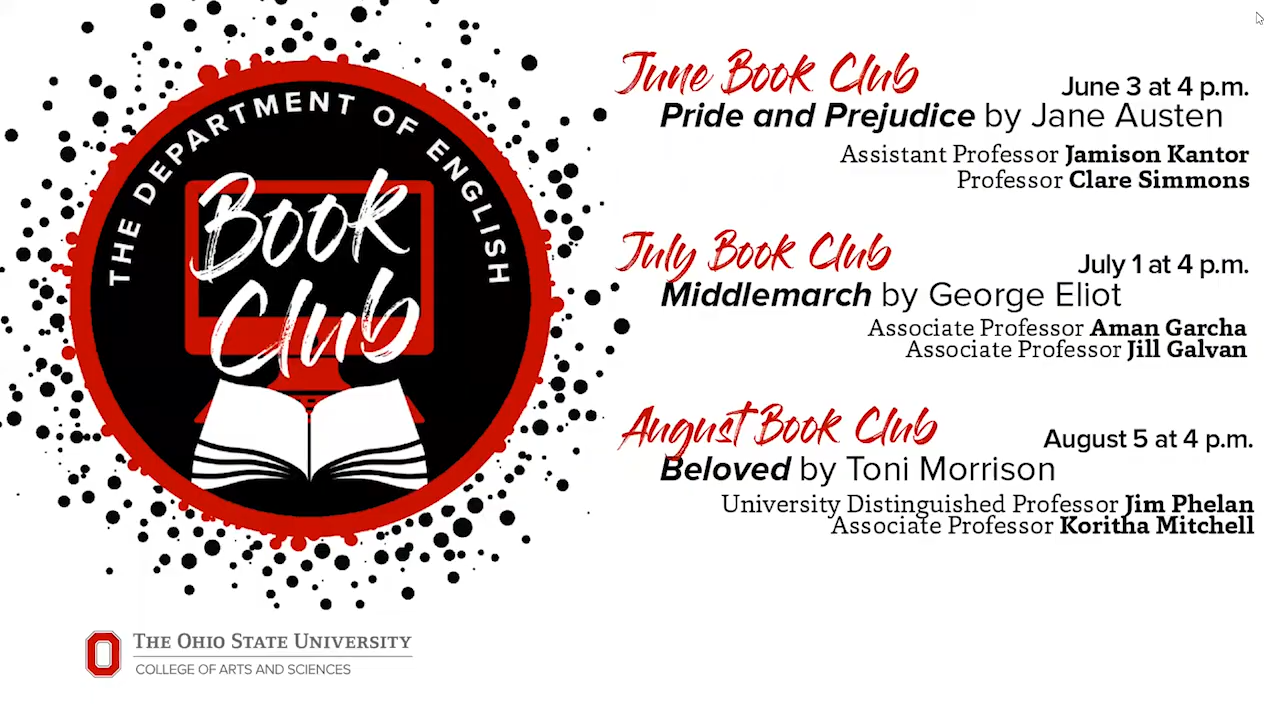 THE DEPARTMENT OF ENGLISH
Book
Club
June Book Club
June 3 at 4 p.m.
Pride and Prejudice by Jane Austen
Assistant Professor Jamison Kantor
Professor Clare Simmons
July Book Club
July 1 at 4 p.m.
Middlemarch by George Eliot
Associate Professor Aman Garcha
Associate Professor Jill Galvan
August Book Club
August 5 at 4 p.m.
Beloved by Toni Morrison
University Distinguished Professor Jim Phelan
Associate Professor Koritha Mitchell
THE OHIO STATE UNIVERSITY
COLLEGE OF ARTS AND SCIENCES